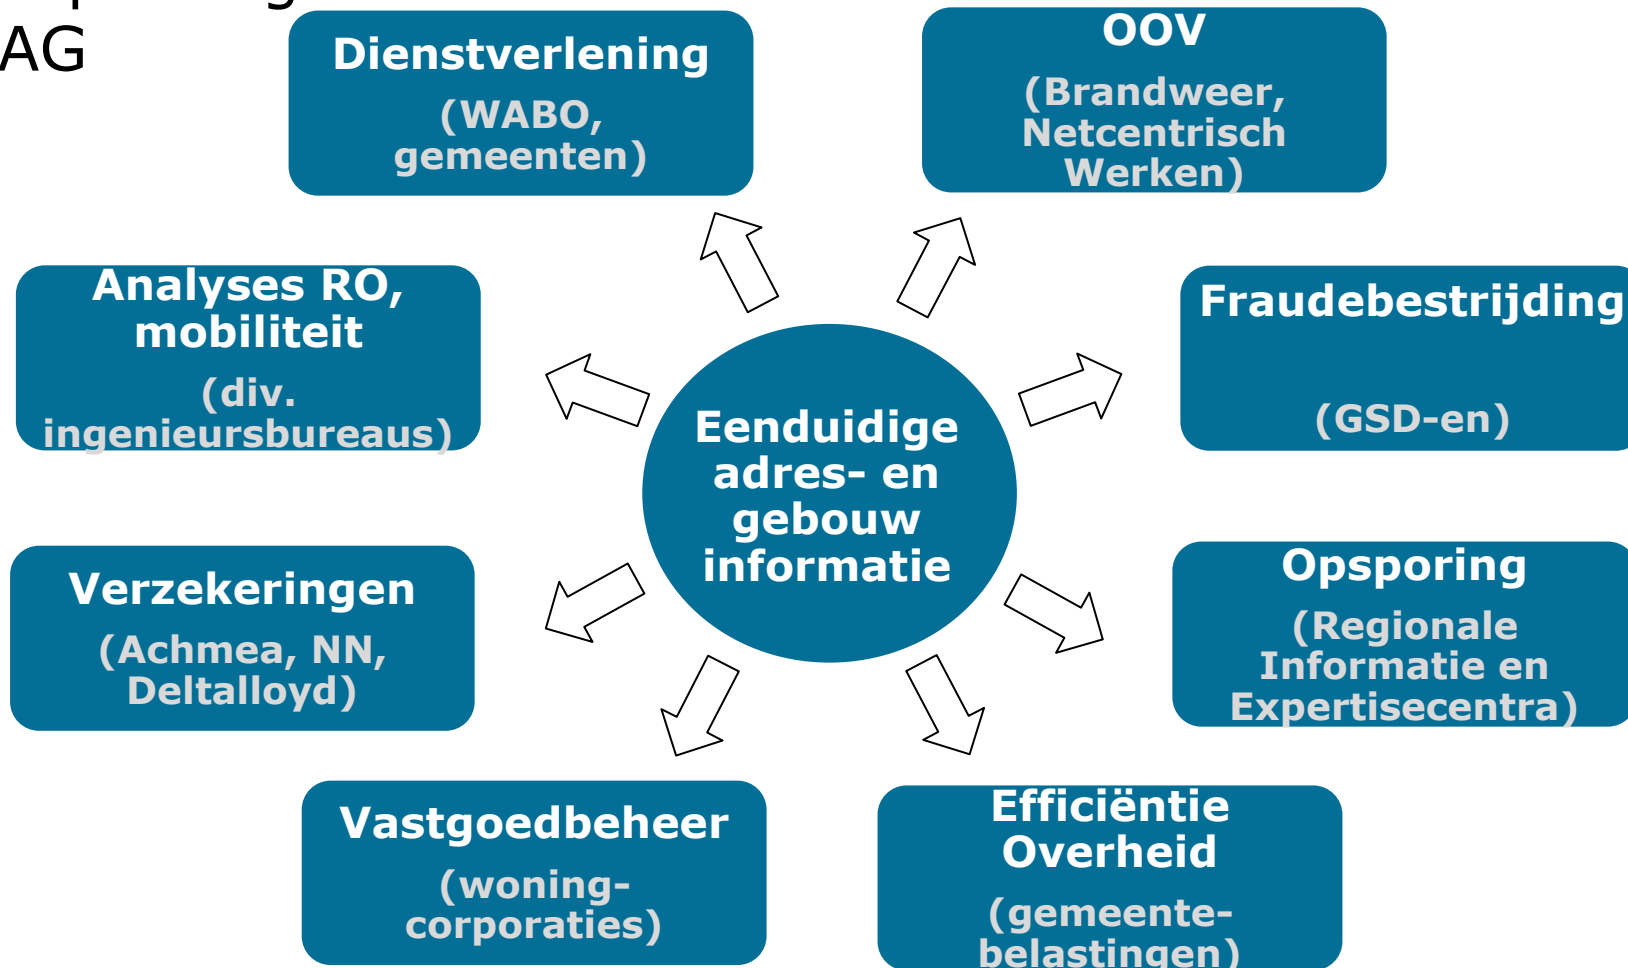 AG
Dienstverlening
(WABO,
gemeenten)
OOV
(Brandweer,
Netcentrisch
Werken)
Analyses RO,
mobiliteit
(div.
ingenieursbureaus)
Fraudebestrijding
(GSD-en)
Eenduidige
adres- en
gebouw
informatie
Verzekeringen
(Achmea, NN,
Deltalloyd)
Opsporing
(Regionale
Informatie en
Expertisecentra)
Vastgoedbeheer
(woning-
corporaties)
Efficiëntie
Overheid
(gemeente-
belastingen)